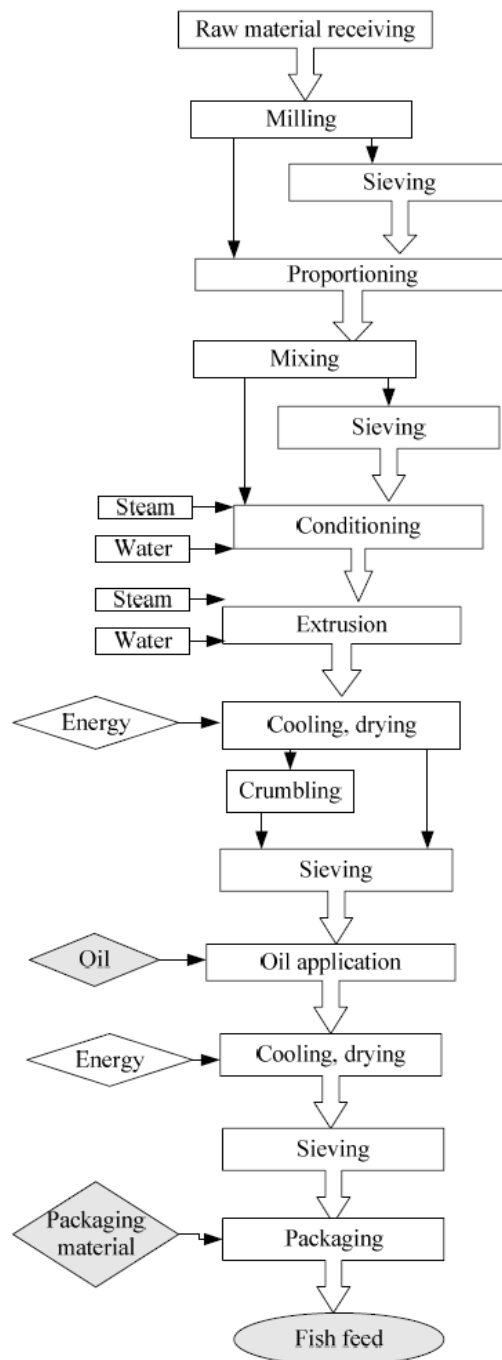 Raw material receiving
Milling
Sieving
Proportioning
Mixing
Sieving
Steam
Conditioning
Water
Steam
Extrusion
Water
Energy
Cooling, drying
Crumbling
Sieving
Oil
Oil application
Energy
Cooling, drying
Sieving
Packaging
material
Packaging
Fish feed